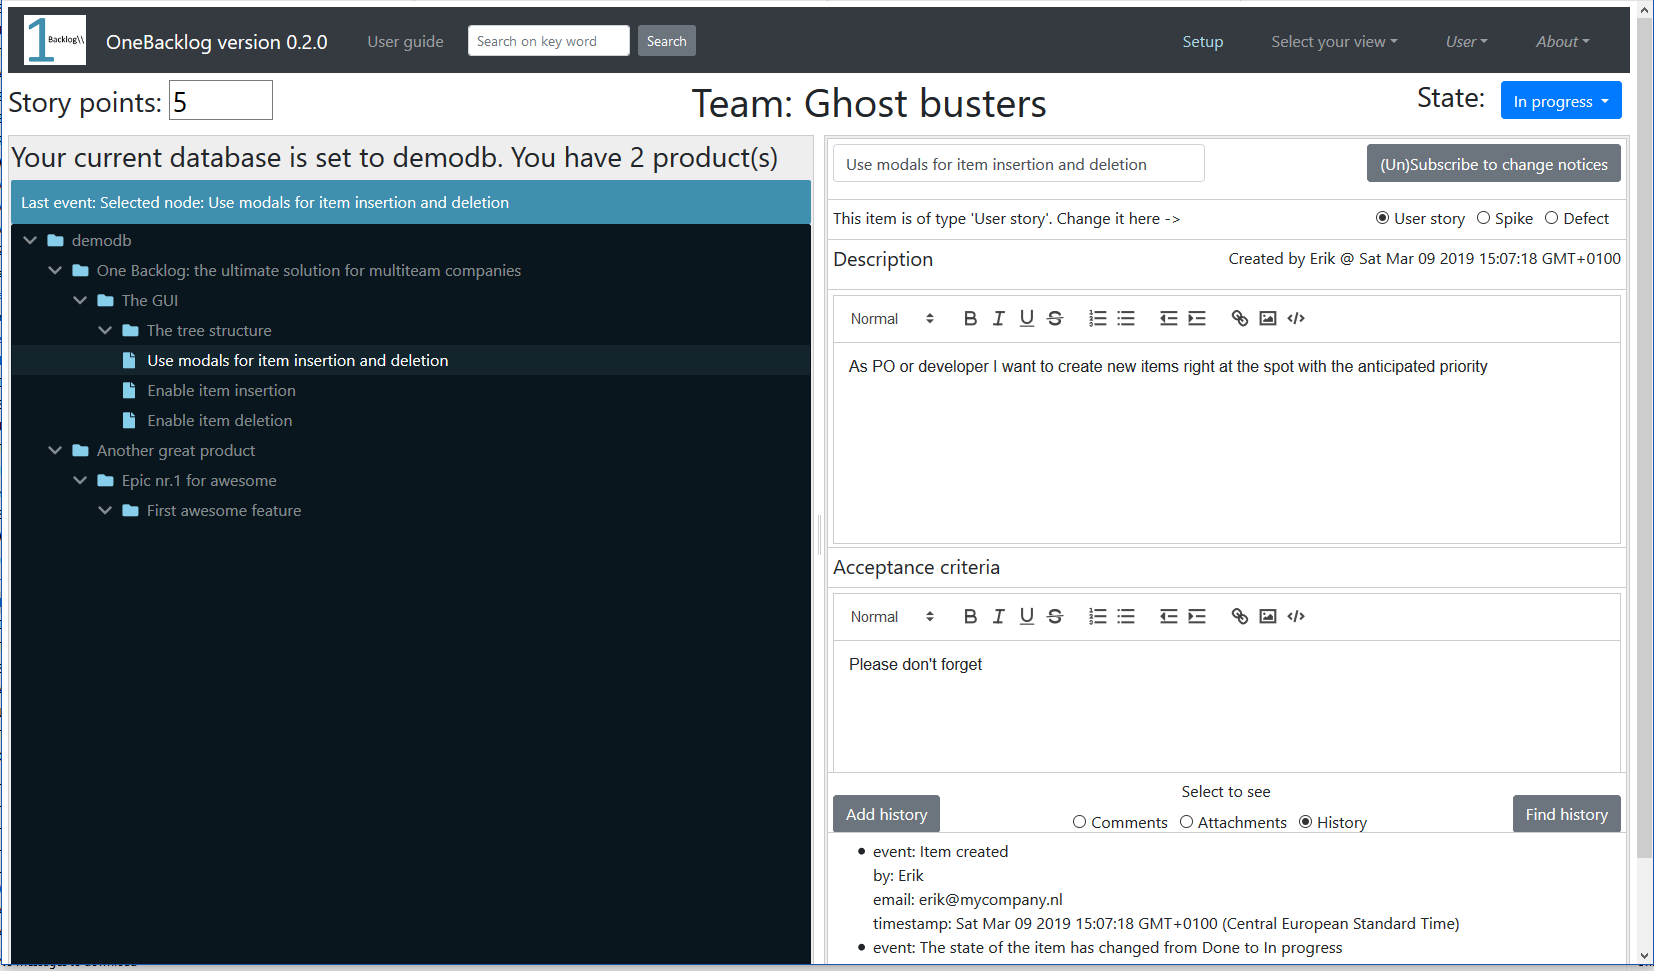 1 Backlog\\ OneBacklog version 0.2.0 User guide Search on key word Search Setup Select your view User About
Story points: 5 Team: Ghost busters State: In progress
Your current database is set to demodb. You have 2 product(s)
Last event: Selected node: Use modals for item insertion and deletion
demodb
One Backlog: the ultimate solution for multiteam companies
The GUI
The tree structure
Use modals for item insertion and deletion
Enable item insertion
Enable item deletion
Another great product
Epic nr.1 for awesome
First awesome feature
Use modals for item insertion and deletion (Un)Subscribe to change notices
This item is of type 'User story'. Change it here -> User story Spike Defect
Description Created by Erik @ Sat Mar 09 2019 15:07:18 GMT+0100
Normal B I U S
As PO or developer I want to create new items right at the spot with the anticipated priority
Acceptance criteria
Normal B I U S
Please don't forget
Select to see
Add history Comments Attachments History Find history
event: Item created
by: Erik
email: erik@mycompany.nl
timestamp: Sat Mar 09 2019 15:07:18 GMT+0100 (Central European Standard Time)
event: The state of the item has changed from Done to In progress